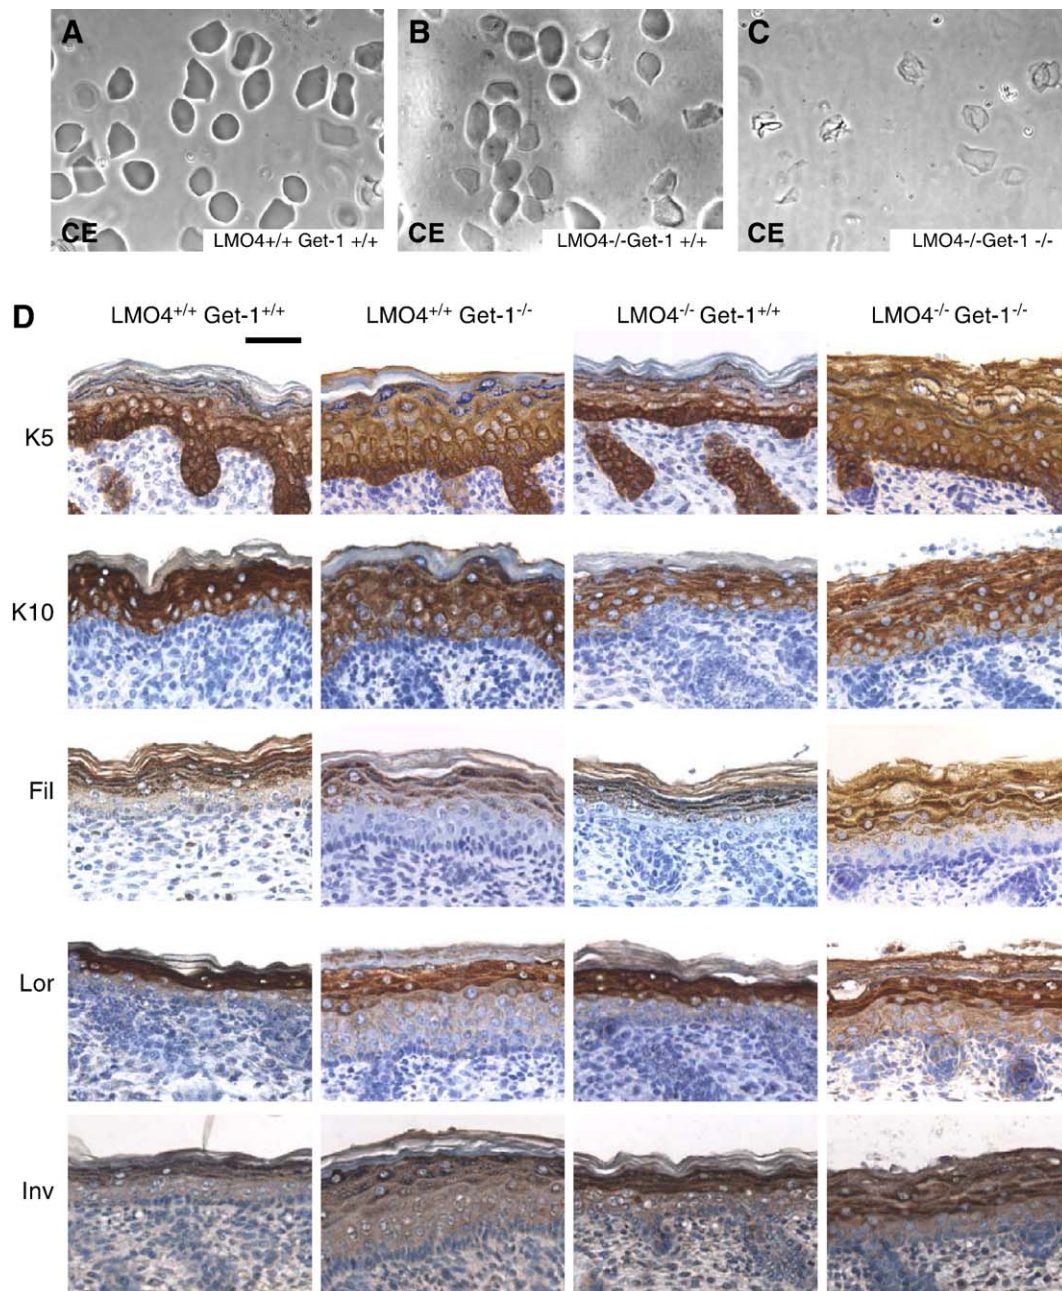 A B C
CE LMO4+/+ Get-1 +/+ CE LMO4-/-Get-1 +/+ CE LMO4-/-Get-1 -/-
D LMO4+/+ Get-1+/+ LMO4+/+ Get-1-/- LMO4-/- Get-1+/+ LMO4-/- Get-1-/-
K5
K10
Fil
Lor
Inv